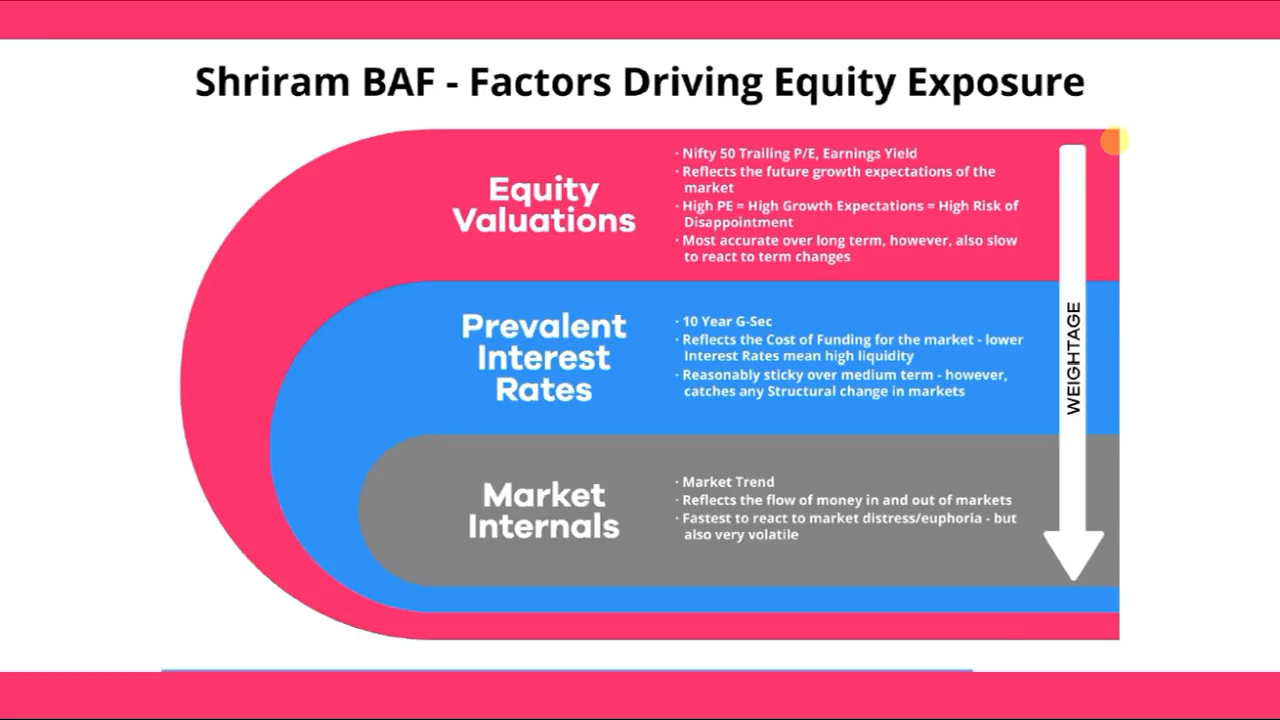 Shriram BAF - Factors Driving Equity Exposure
Equity
Valuations
· Nifty 50 Trailing P/E, Earnings Yield
· Reflects the future growth expectations of the
market
· High PE = High Growth Expectations = High Risk of
Disappointment
· Most accurate over long term, however, also slow
to react to term changes
Prevalent
Interest
Rates
· 10 Year G-Sec
· Reflects the Cost of Funding for the market - lower
Interest Rates mean high liquidity
· Reasonably sticky over medium term - however,
catches any Structural change in markets
Market
Internals
· Market Trend
· Reflects the flow of money in and out of markets
· Fastest to react to market distress/euphoria - but
also very volatile
WEIGHTAGE